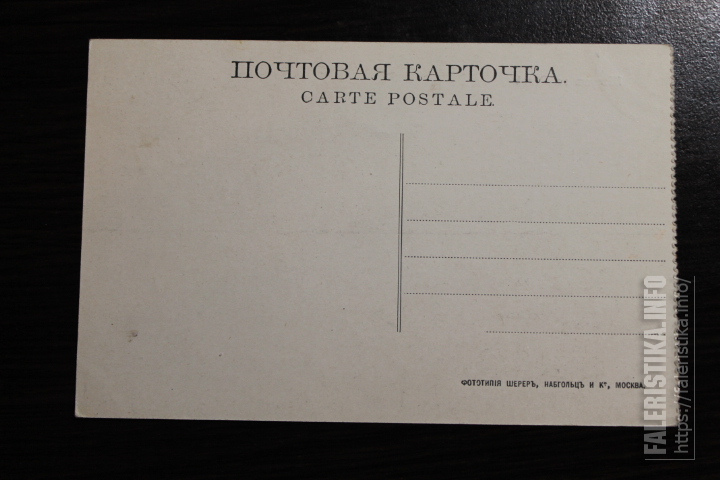 ПОЧТОВАЯ КАРТОЧКА.
CARTE POSTALE.
ФОТОТИПІЯ ШЕРЕРЪ, НАБГОЛЬЦЪ И Кº, МОСКВА.
FALERISTIKA.INFO
https://faleristika.info/